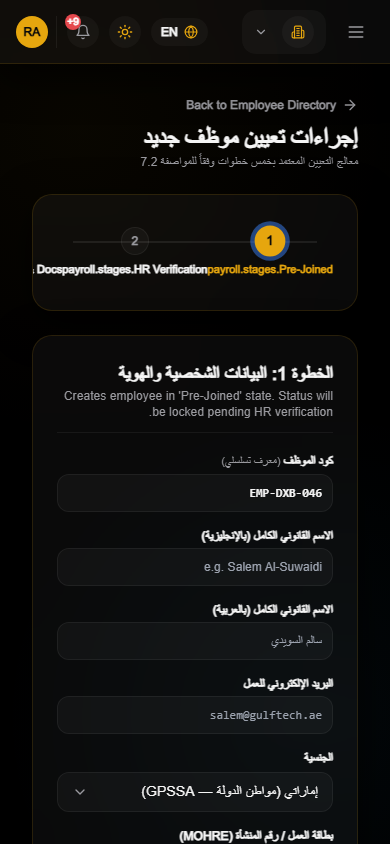 RA
+9
EN
Back to Employee Directory →
إجراءات تعيين موظف جديد
معالج التعيين المعتمد بخمس خطوات وفقاً للمواصفة 7.2
1
2
payroll.stages.Pre-Joined
payroll.stages.HR Verification
Docs
الخطوة 1: البيانات الشخصية والهوية
Creates employee in 'Pre-Joined' state. Status will
be locked pending HR verification.
كود الموظف (معرف تسلسلي)
EMP-DXB-046
الاسم القانوني الكامل (بالإنجليزية)
e.g. Salem Al-Suwaidi
الاسم القانوني الكامل (بالعربية)
سالم السويدي
البريد الإلكتروني للعمل
salem@gulftech.ae
الجنسية
إماراتي (مواطن الدولة — GPSSA)
بطاقة العمل / رقم المنشأة (MOHRE)